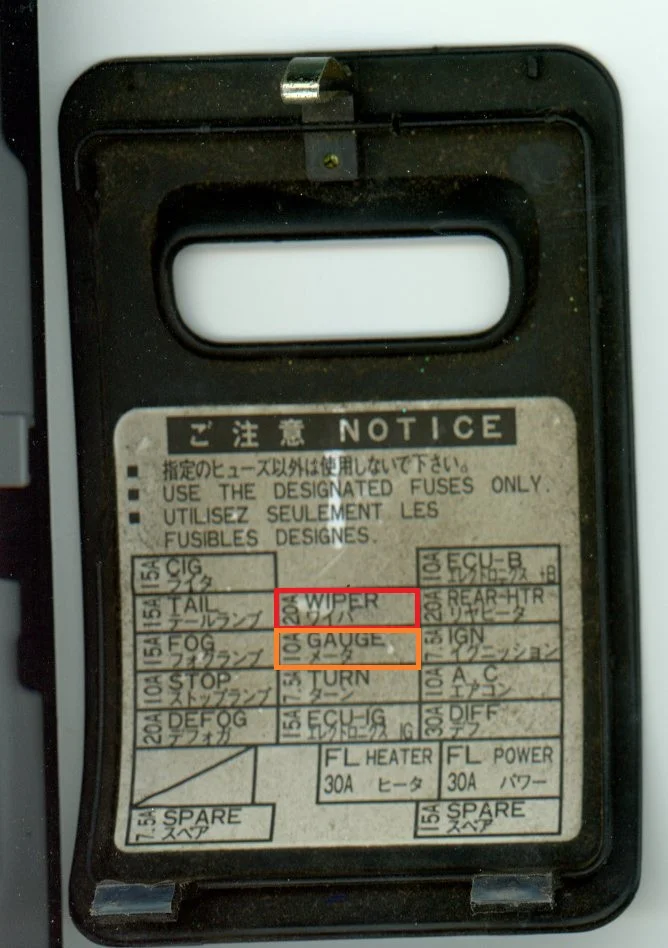 ご注意 NOTICE
■ 指定のヒューズ以外は使用しないで下さい。
■ USE THE DESIGNATED FUSES ONLY.
■ UTILISEZ SEULEMENT LES
FUSIBLES DESIGNES.
15A CIG ライタ
10A ECU-B エレクトロニクス +B
15A TAIL テールランプ
20A WIPER ワイパ
20A REAR-HTR リヤヒータ
15A FOG フォグランプ
10A GAUGE メータ
7.5A IGN イグニッション
10A STOP ストップランプ
7.5A TURN ターン
10A A.C エアコン
20A DEFOG デフォガ
15A ECU-IG エレクトロニクス IG
30A DIFF デフ
FL HEATER
30A ヒータ
FL POWER
30A パワー
7.5A SPARE スペア
15A SPARE スペア